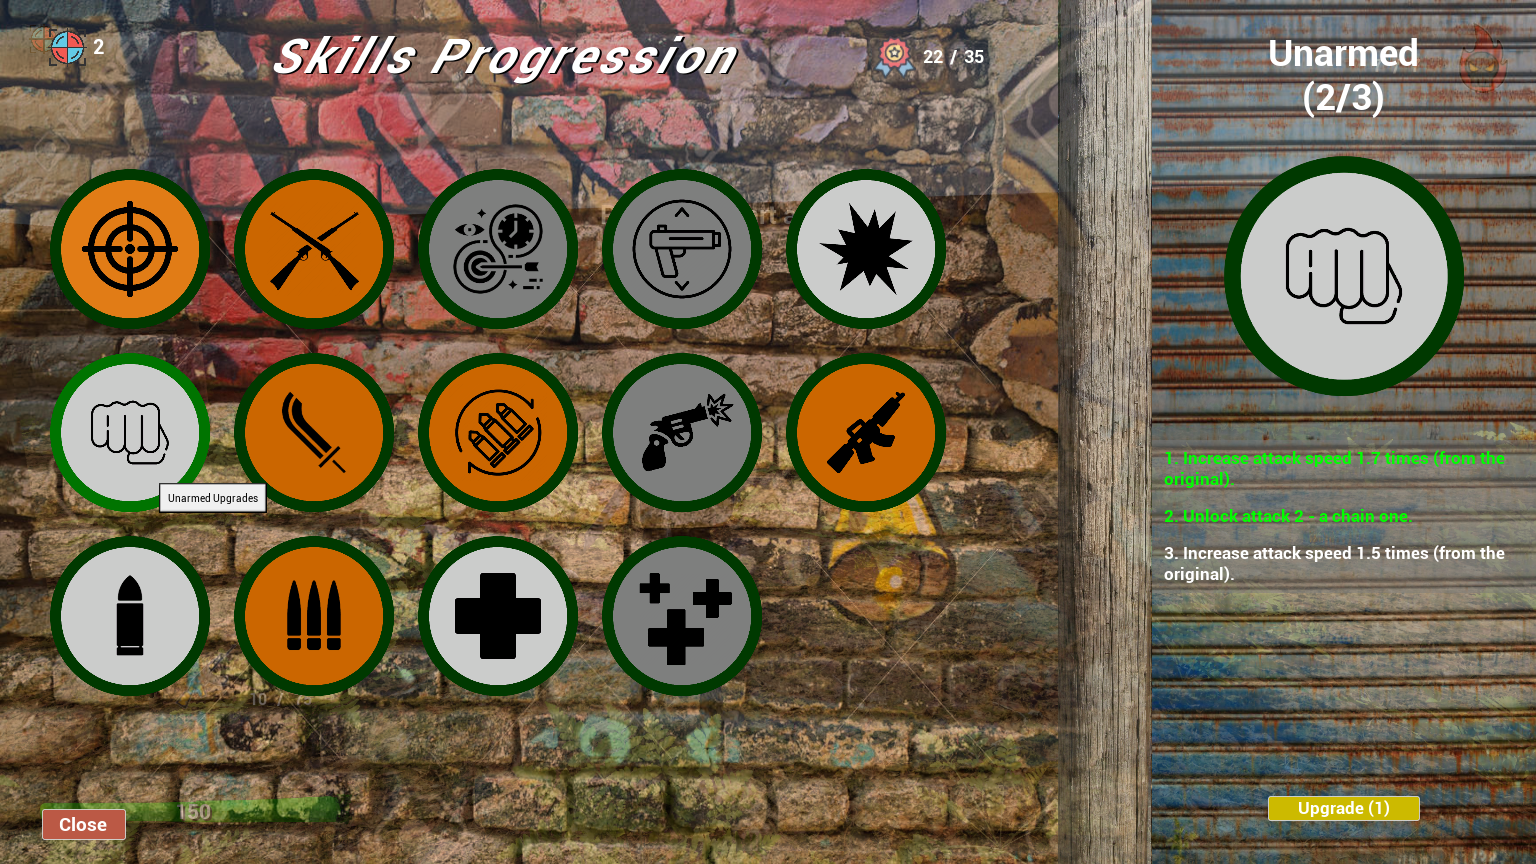 2
Skills Progression
22 / 35
Unarmed
(2/3)
Unarmed Upgrades
1. Increase attack speed 1.7 times (from the
original).
2. Unlock attack 2 - a chain one.
3. Increase attack speed 1.5 times (from the
original).
150
Close
Upgrade (1)